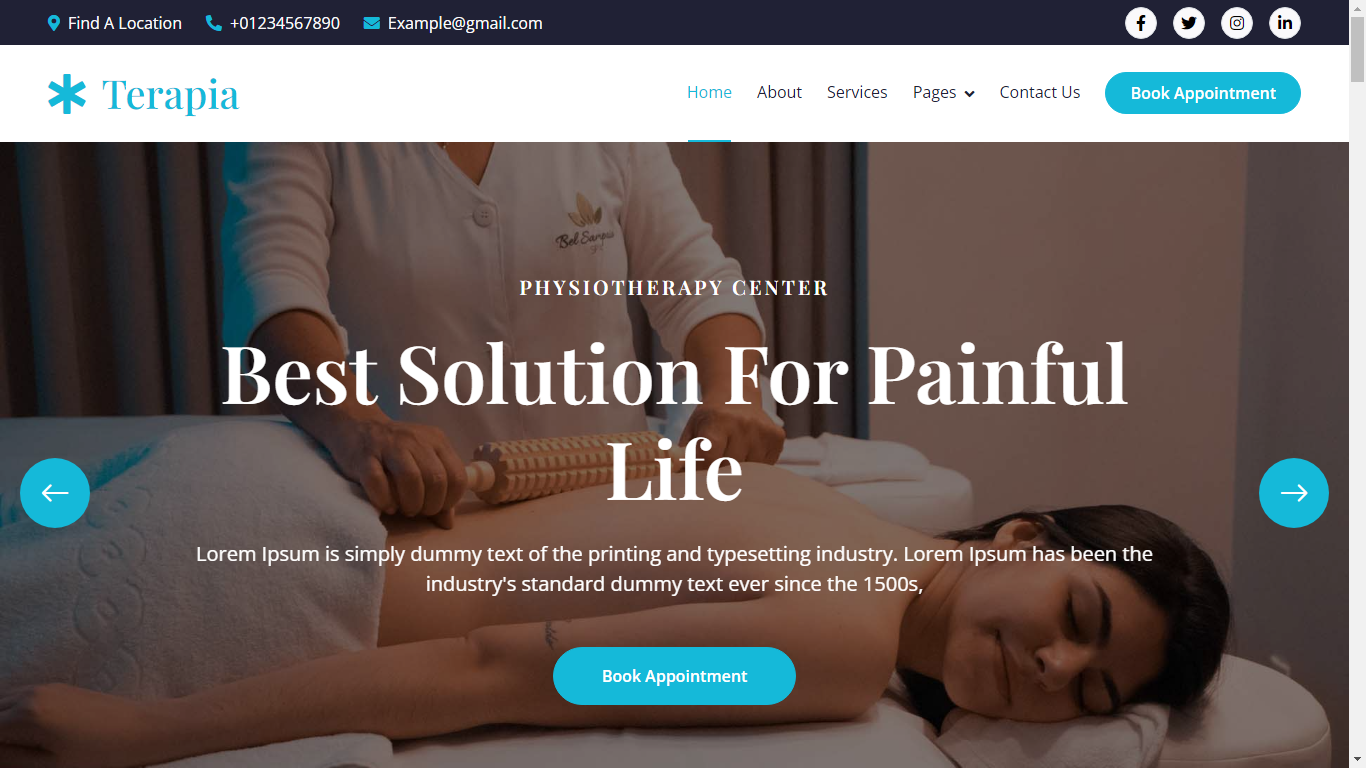 Find A Location +01234567890 Example@gmail.com
Terapia
Home About Services Pages Contact Us Book Appointment
PHYSIOTHERAPY CENTER
Best Solution For Painful
Life
Lorem Ipsum is simply dummy text of the printing and typesetting industry. Lorem Ipsum has been the
industry's standard dummy text ever since the 1500s,
Book Appointment